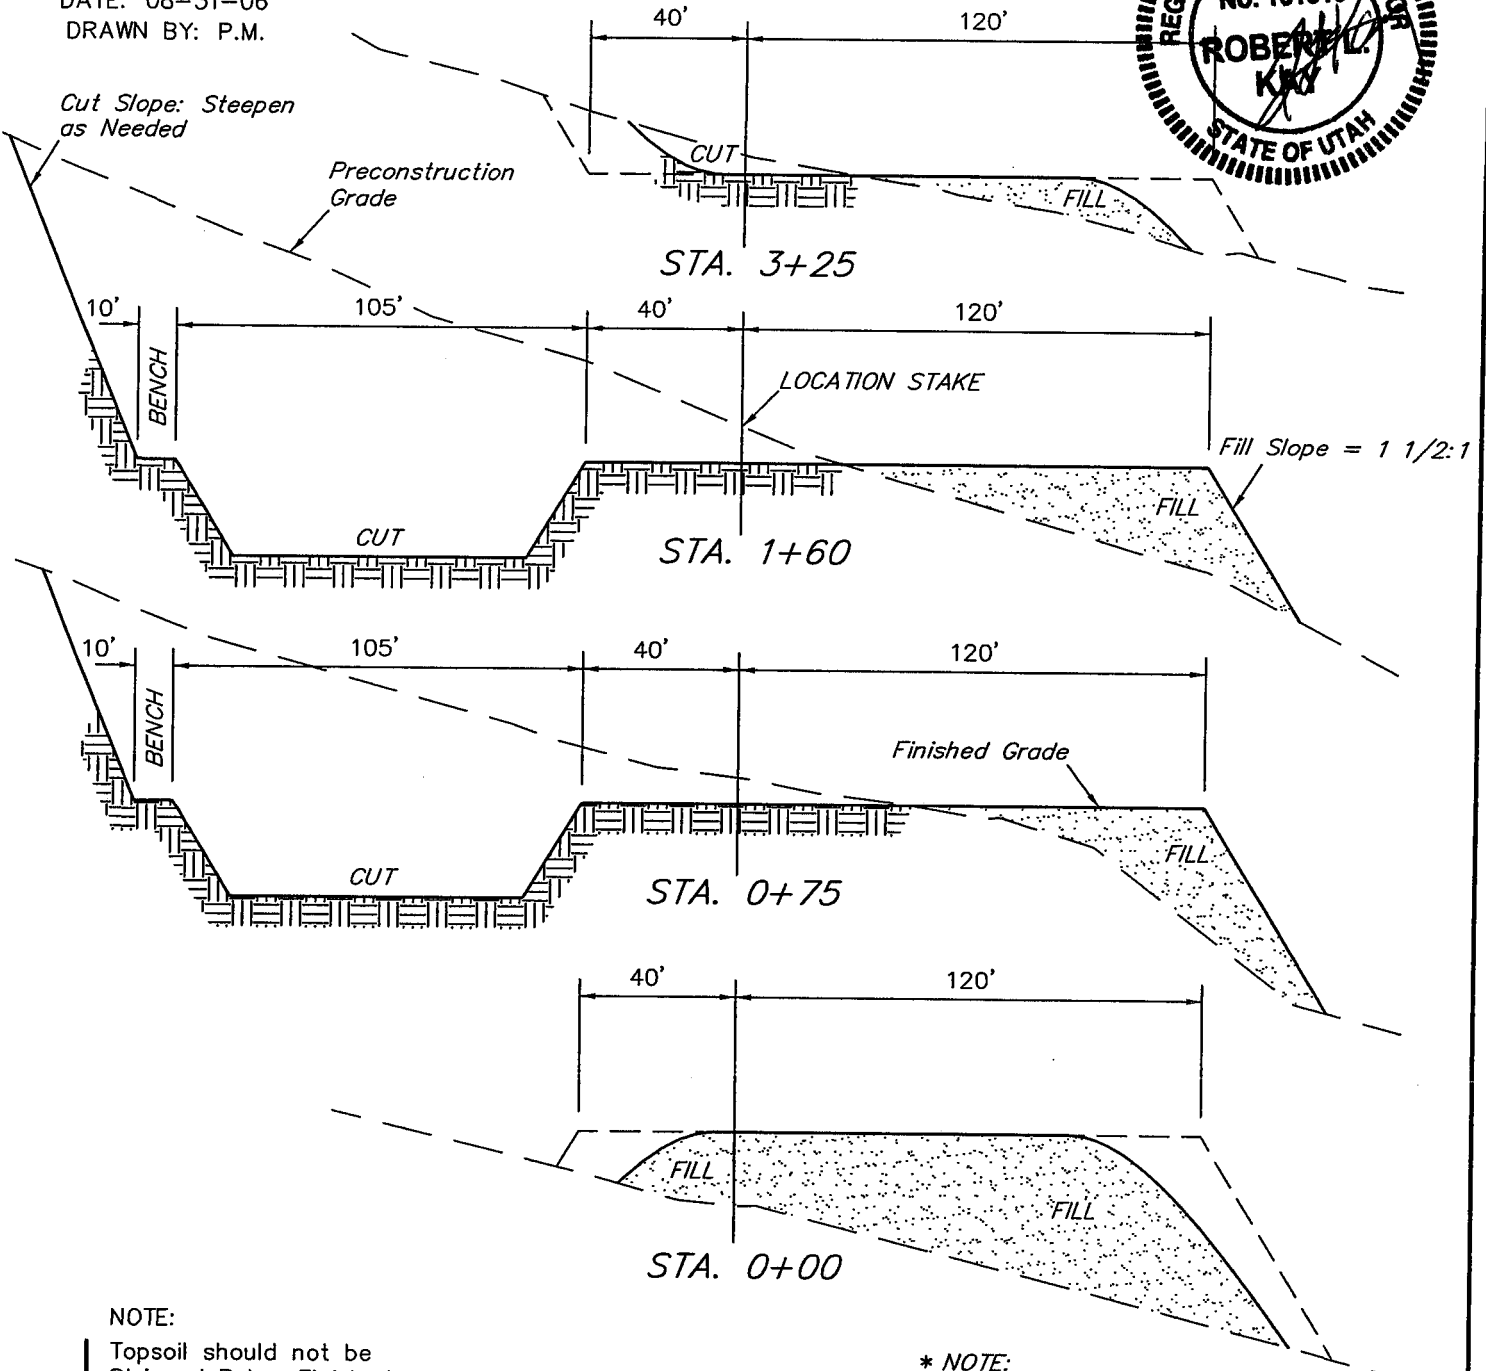 DATE: 08-31-06
DRAWN BY: P.M.
40'
120'
ROBERT L.
KAY
STATE OF UTAH
Cut Slope: Steepen
as Needed
Preconstruction
Grade
CUT
FILL
STA. 3+25
10'
105'
40'
120'
BENCH
LOCATION STAKE
Fill Slope = 1 1/2:1
FILL
CUT
STA. 1+60
10'
105'
40'
120'
BENCH
Finished Grade
FILL
CUT
STA. 0+75
40'
120'
FILL
FILL
STA. 0+00
NOTE:
Topsoil should not be
* NOTE: